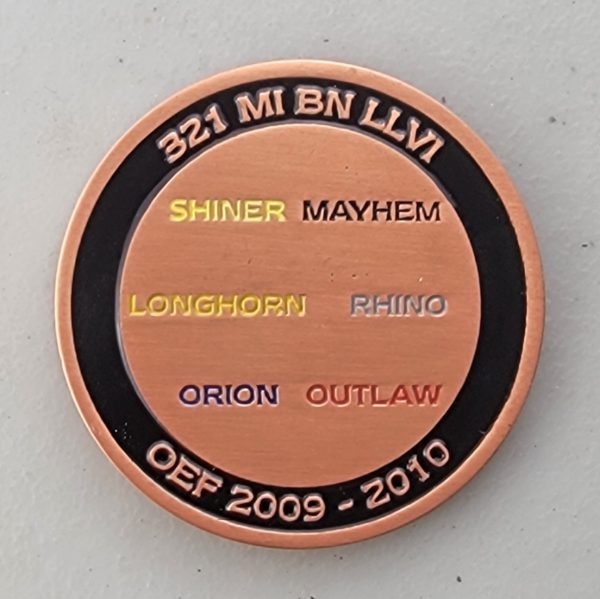 321 MI BN LLVI
SHINER MAYHEM
LONGHORN RHINO
ORION OUTLAW
OEF 2009 - 2010